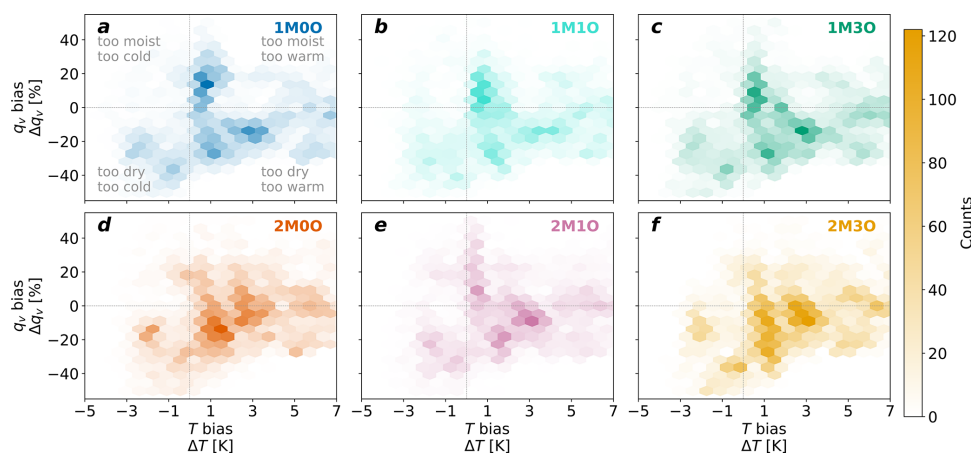 a 1M0O
too moist too moist
too cold too warm
too dry too dry
too cold too warm
b 1M1O
c 1M3O
40
20
0
−20
−40
qv bias
Δqv [%]
d 2M0O
e 2M1O
f 2M3O
40
20
0
−20
−40
qv bias
Δqv [%]
−5 −3 −1 1 3 5 7
T bias
ΔT [K]
−5 −3 −1 1 3 5 7
T bias
ΔT [K]
−5 −3 −1 1 3 5 7
T bias
ΔT [K]
120
100
80
60
40
20
0
Counts